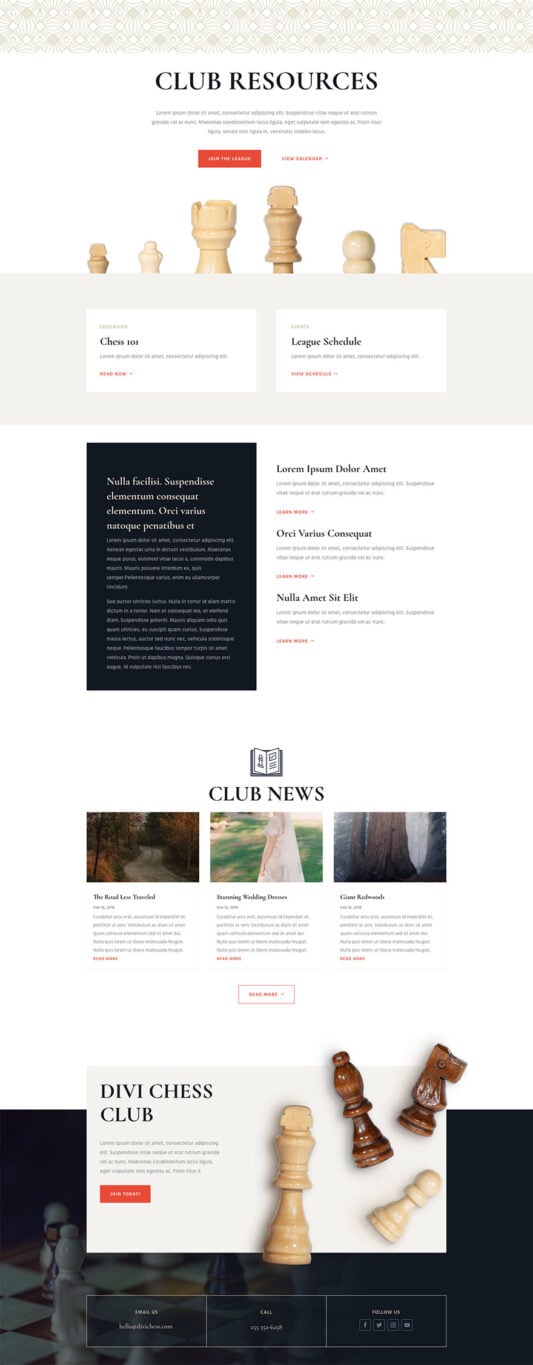 CLUB RESOURCES
Lorem ipsum dolor sit amet, consectetur adipiscing elit. Suspendisse vitae neque ut erat rutrum
gravida vel ac nunc. Maecenas condimentum lacus ligula, eget vulputate sem egestas ac. Proin risus
ligula, ornare non ligula in, venenatis sodales lacus.
JOIN THE LEAGUE
VIEW CALENDAR →
EDUCATION
Chess 101
Lorem ipsum dolor sit amet, consectetur adipiscing elit.
READ NOW →
EVENTS
League Schedule
Lorem ipsum dolor sit amet, consectetur adipiscing elit.
VIEW SCHEDULE →
Nulla facilisi. Suspendisse
elementum consequat
elementum. Orci varius
natoque penatibus et
Lorem ipsum dolor sit amet, consectetur adipiscing elit.
Aenean egestas urna in dictum vestibulum. Maecenas
neque purus, euismod vitae lacus a, commodo dapibus
mauris. Mauris posuere interdum ex, quis
semper.Pellentesque varius, enim eu ullamcorper
tincidunt.
Sed auctor ultricies luctus. Nulla in tortor id diam mattis
dictum in a tortor. Nam et consequat leo, ut eleifend
diam. Suspendisse potenti. Mauris aliquam odio quis
quam ultricies, eu suscipit quam cursus. Suspendisse
massa lectus, auctor sed nunc nec, vehicula scelerisque
neque. Pellentesque faucibus tempor turpis sit amet
vehicula. Proin ut dapibus magna. Quisque cursus orci
augue, id vulputate nisl faucibus nec.
Lorem Ipsum Dolor Amet
Lorem ipsum dolor sit amet, consectetur adipiscing elit. Suspendisse
vitae neque ut erat rutrum gravida vel ac nunc.
LEARN MORE →
Orci Varius Consequat
Lorem ipsum dolor sit amet, consectetur adipiscing elit. Suspendisse
vitae neque ut erat rutrum gravida vel ac nunc.
LEARN MORE →
Nulla Amet Sit Elit
Lorem ipsum dolor sit amet, consectetur adipiscing elit. Suspendisse
vitae neque ut erat rutrum gravida vel ac nunc.
LEARN MORE →
CLUB NEWS
The Road Less Traveled
Feb 15, 2018
Curabitur arcu erat, accumsan id imperdiet et,
porttitor at sem. Vestibulum ac diam sit amet
quam vehicula elementum sed sit amet dui.
Nulla quis lorem ut libero malesuada feugiat.
Nulla quis lorem ut libero malesuada feugiat.
READ MORE
Stunning Wedding Dresses
Feb 12, 2018
Curabitur arcu erat, accumsan id imperdiet et,
porttitor at sem. Vestibulum ac diam sit amet
quam vehicula elementum sed sit amet dui.
Nulla quis lorem ut libero malesuada feugiat.
Nulla quis lorem ut libero malesuada feugiat.
READ MORE
Giant Redwoods
Feb 12, 2018
Curabitur arcu erat, accumsan id imperdiet et,
porttitor at sem. Vestibulum ac diam sit amet
quam vehicula elementum sed sit amet dui.
Nulla quis lorem ut libero malesuada feugiat.
Nulla quis lorem ut libero malesuada feugiat.
READ MORE
READ MORE →
DIVI CHESS
CLUB
Lorem ipsum dolor sit amet, consectetur adipiscing
elit. Suspendisse vitae neque ut erat rutrum gravida
vel ac nunc. Maecenas condimentum lacus ligula,
eget vulputate sem egestas ac. Proin risus li
JOIN TODAY!
EMAIL US
hello@divichess.com
CALL
255 352-6258
FOLLOW US